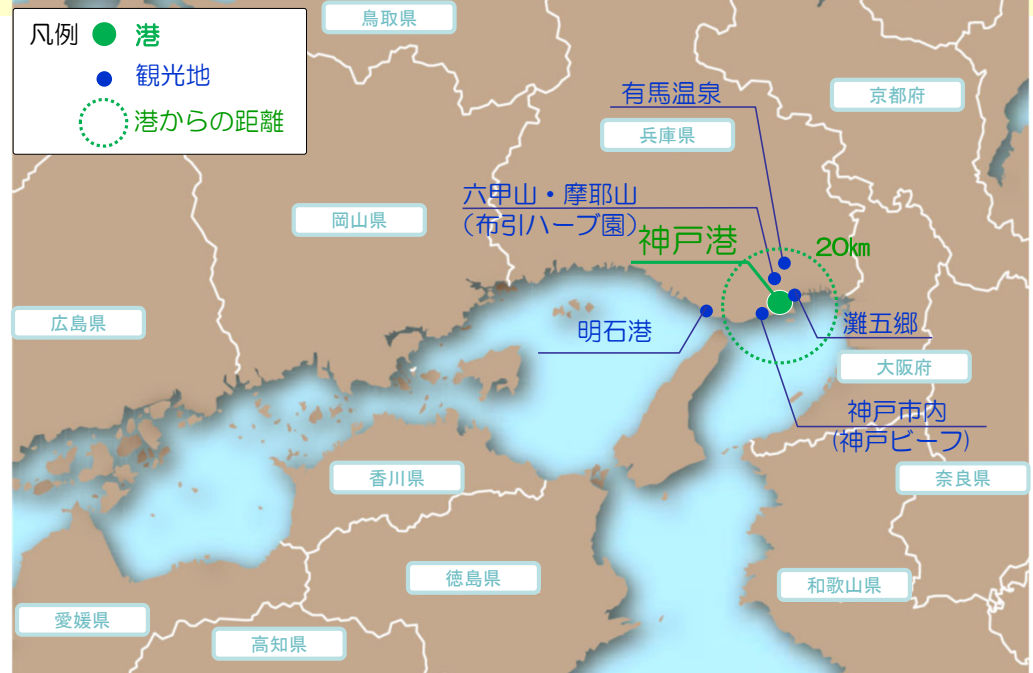 凡例 港
観光地
港からの距離
鳥取県
京都府
有馬温泉
兵庫県
六甲山・摩耶山
(布引ハーブ園)
岡山県
神戸港
20km
広島県
明石港
灘五郷
大阪府
神戸市内
(神戸ビーフ)
香川県
奈良県
徳島県
和歌山県
愛媛県
高知県